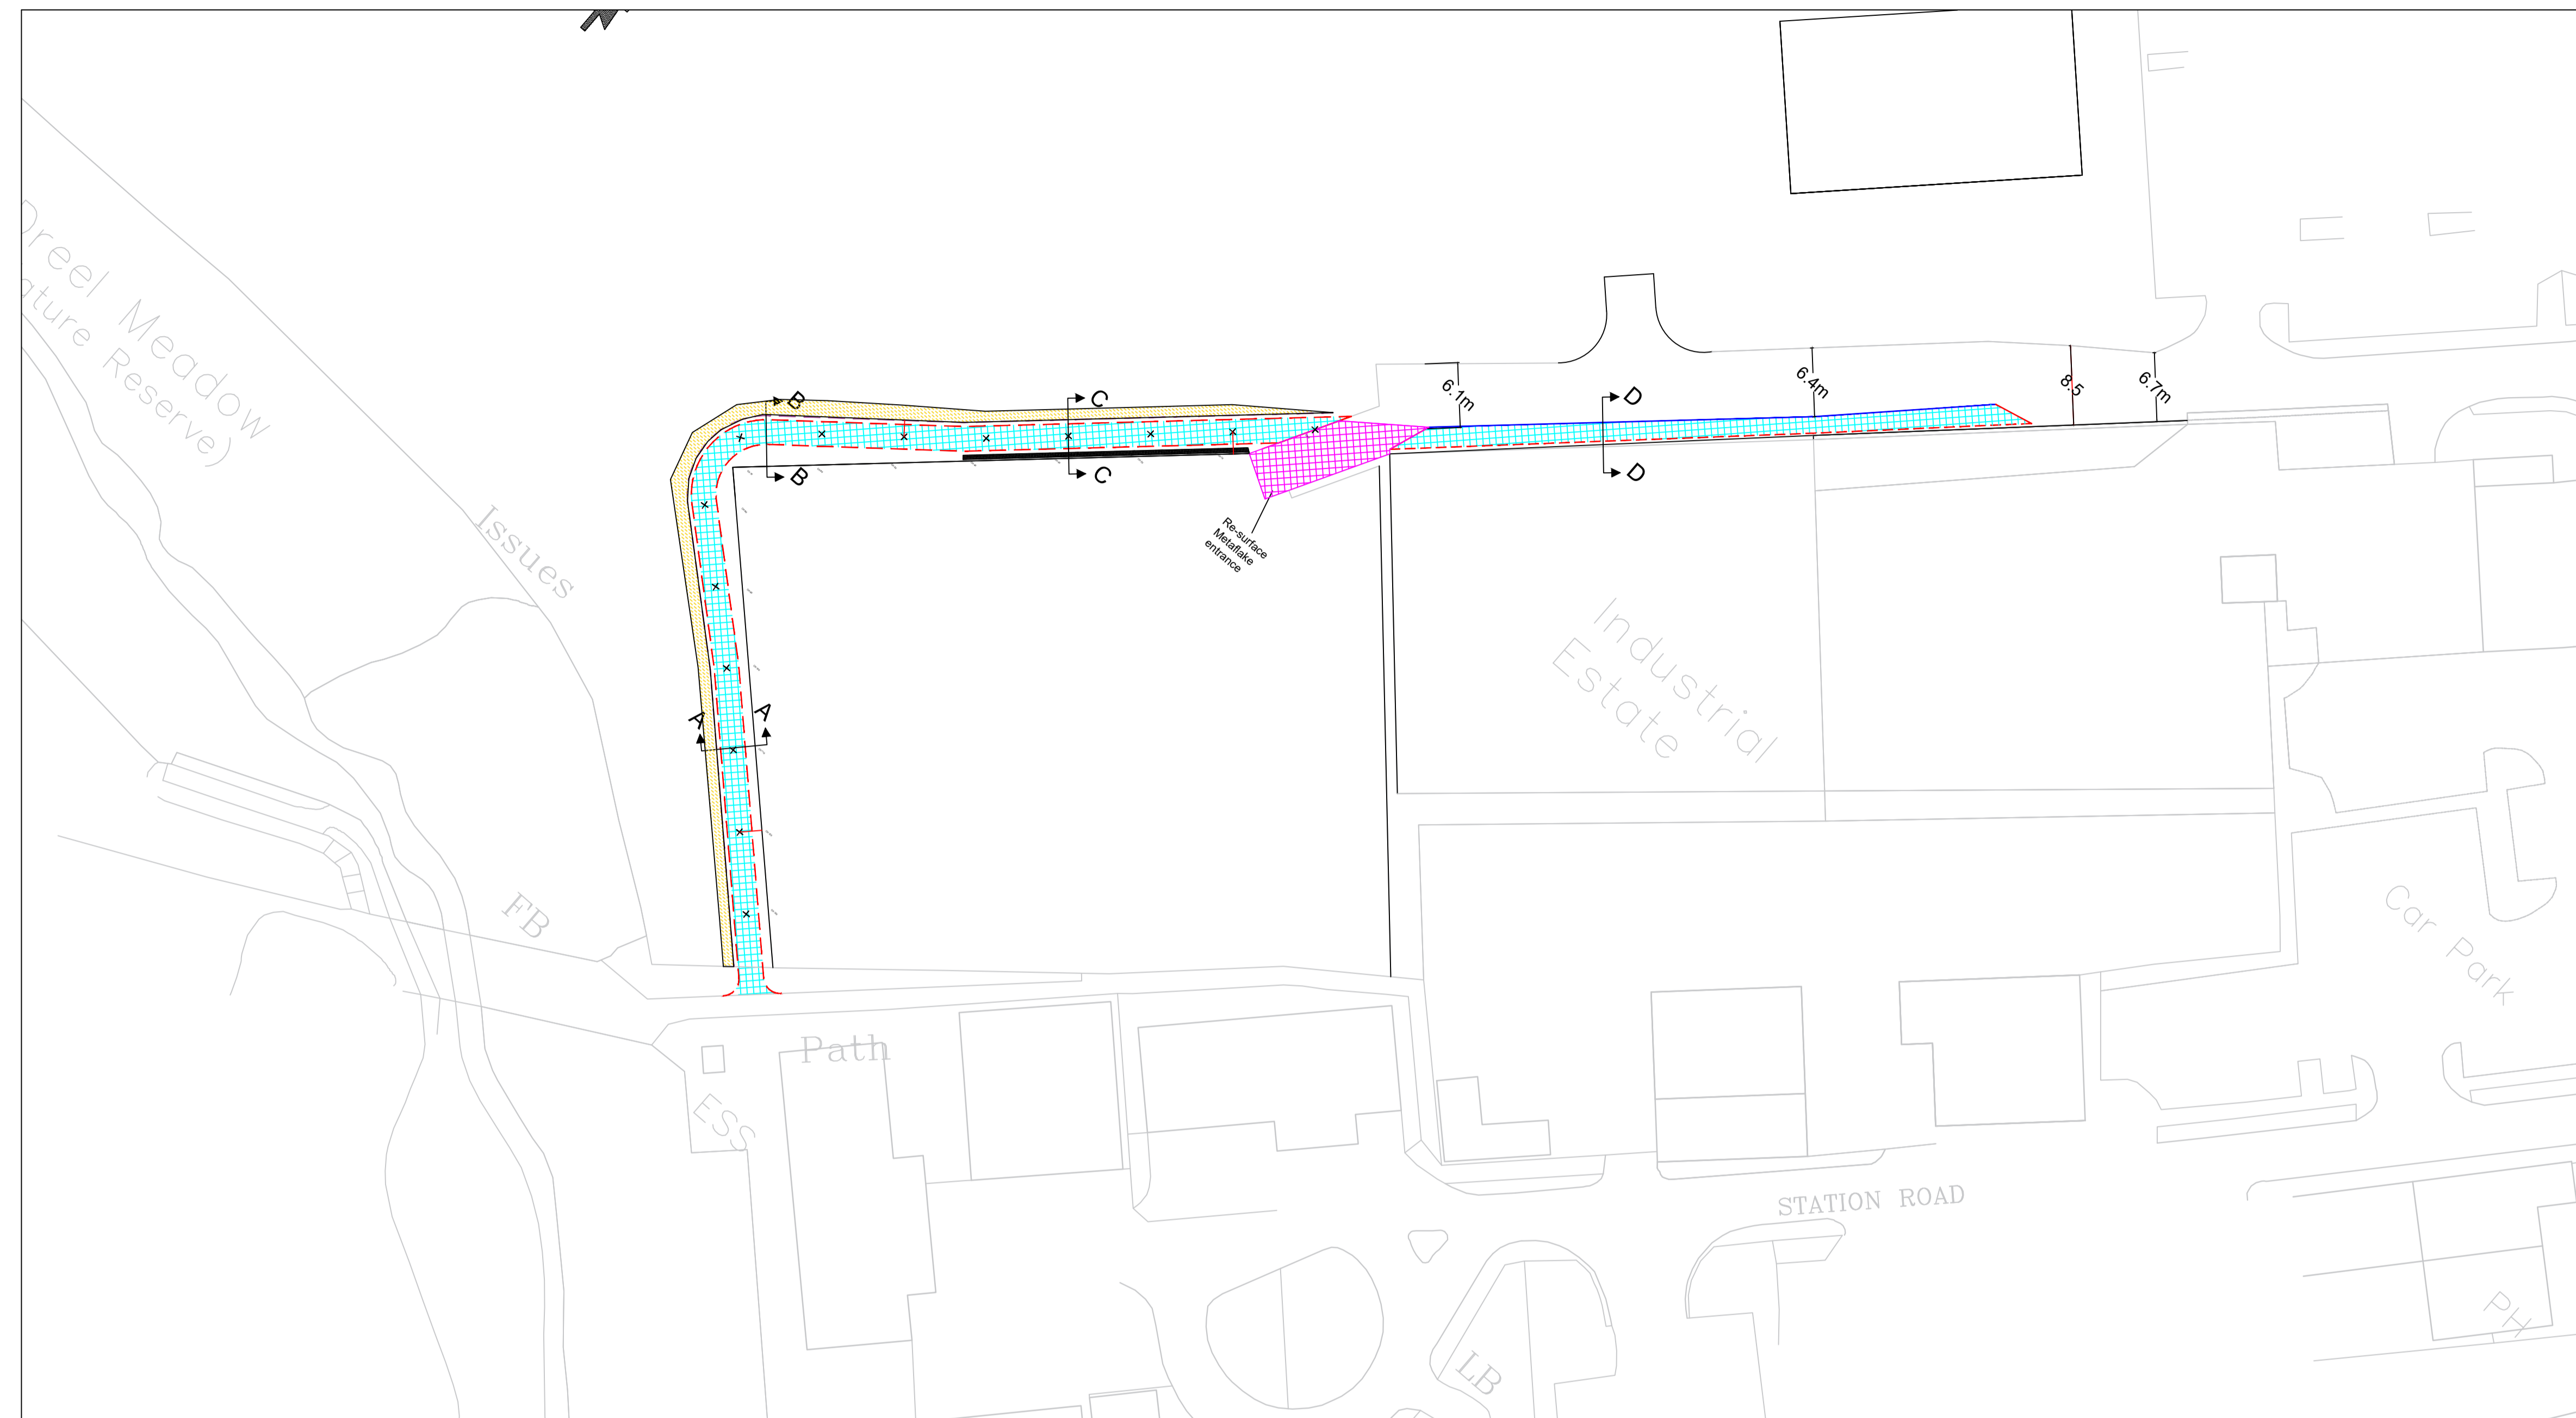 Dreel Meadow
ature Reserve)
Issues
B
C
6.1m
D
6.4m
8.5
6.7m
B
C
D
Re-surface
Metaflake
entrance
Industrial
Estate
A
A
FB
Car Park
Path
ESS
STATION ROAD
PH
LB